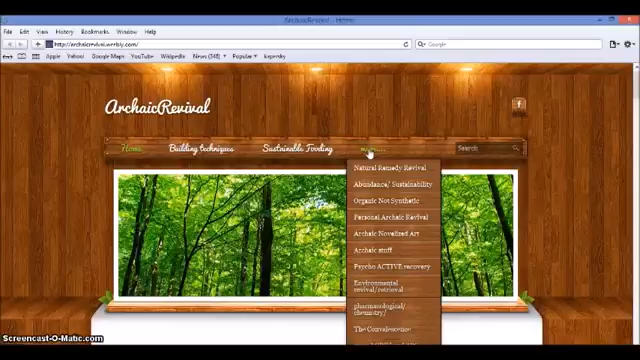 ArchaicRevival - Home
File Edit View History Bookmarks Window Help
http://archaicrevival.weebly.com/
Google
Apple Yahoo! Google Maps YouTube Wikipedia News (348) Popular kaspersky
ArchaicRevival
f
Home Building techniques Sustainable Fooding more... Search
Natural Remedy Revival
Abundance/ Sustainability
Organic Not Synthetic
Personal Archaic Revival
Archaic Novelized Art
Archaic stuff
Psycho ACTIVE recovery
Environmental
revival/retrieval
pharmacological/
chemistry/
The Convalescence
Screencast-O-Matic.com